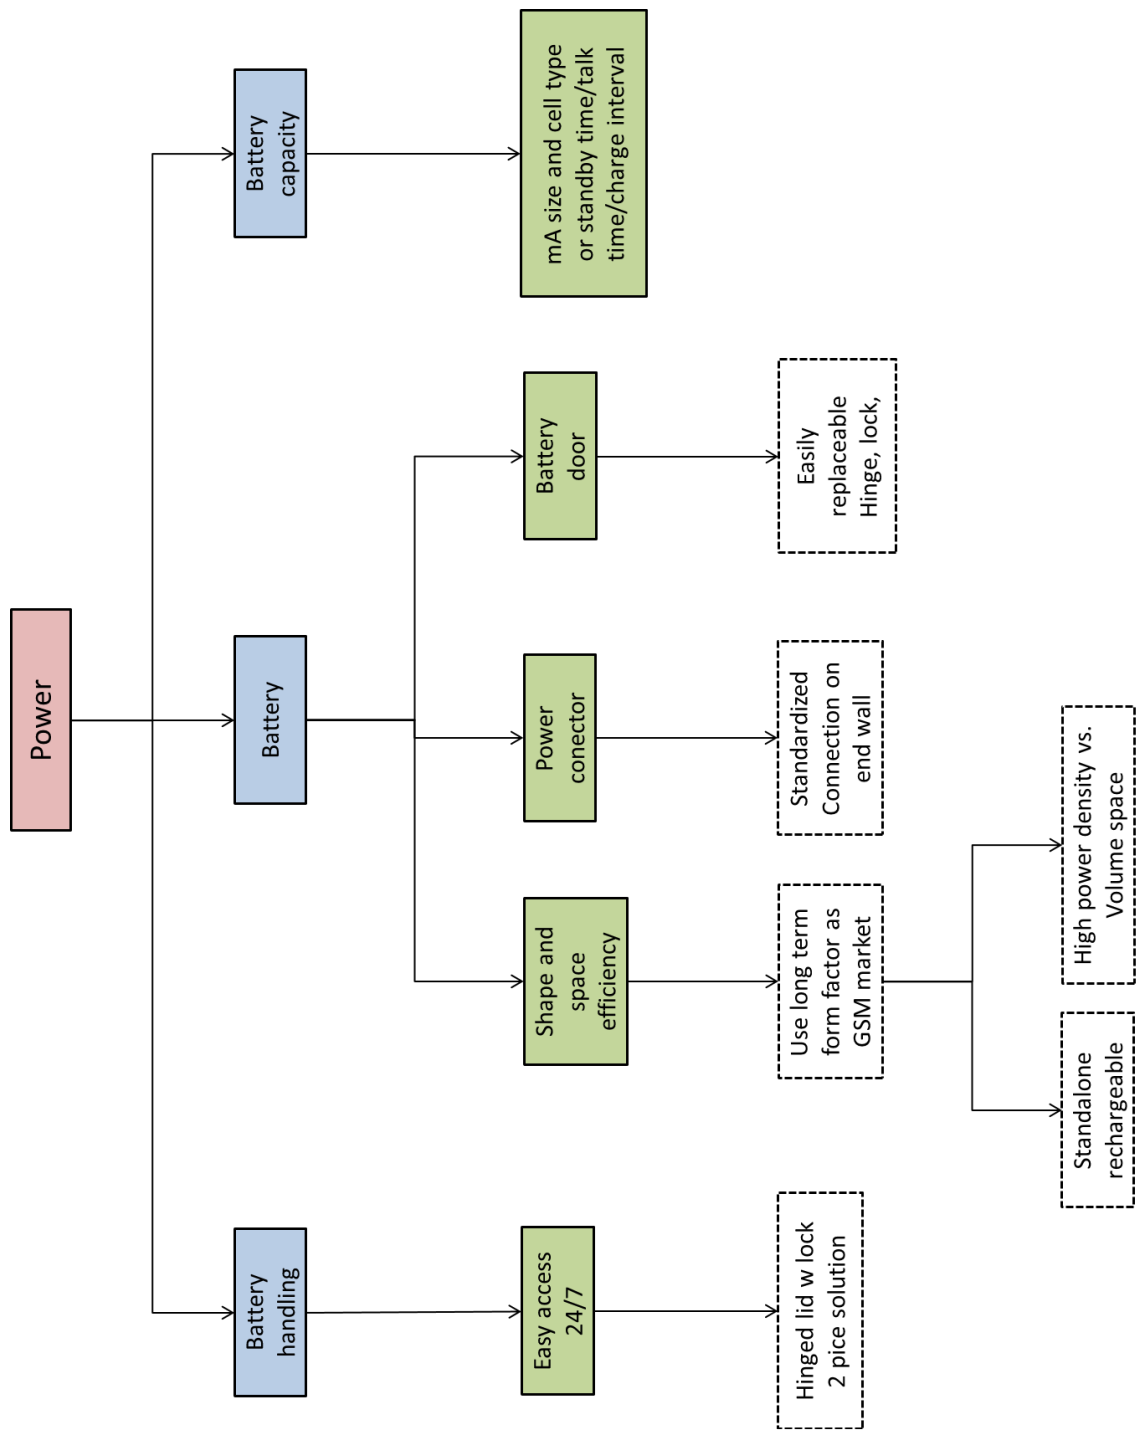 Power
Battery
handling
Battery
Battery
capacity
Easy access
24/7
Shape and
space
efficiency
Power
conector
Battery
door
mA size and cell type
or standby time/talk
time/charge interval
Hinged lid w lock
2 pice solution
Use long term
form factor as
GSM market
Standardized
Connection on
end wall
Easily
replaceable
Hinge, lock,
Standalone
rechargeable
High power density vs.
Volume space